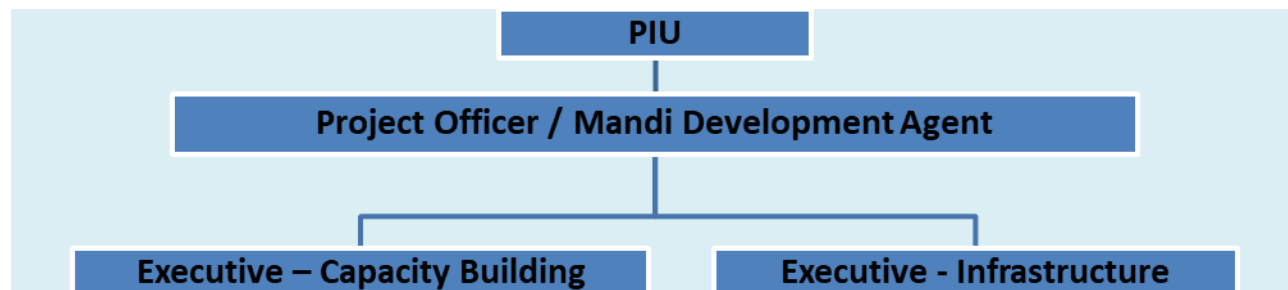 PIU
Project Officer / Mandi Development Agent
Executive – Capacity Building
Executive - Infrastructure